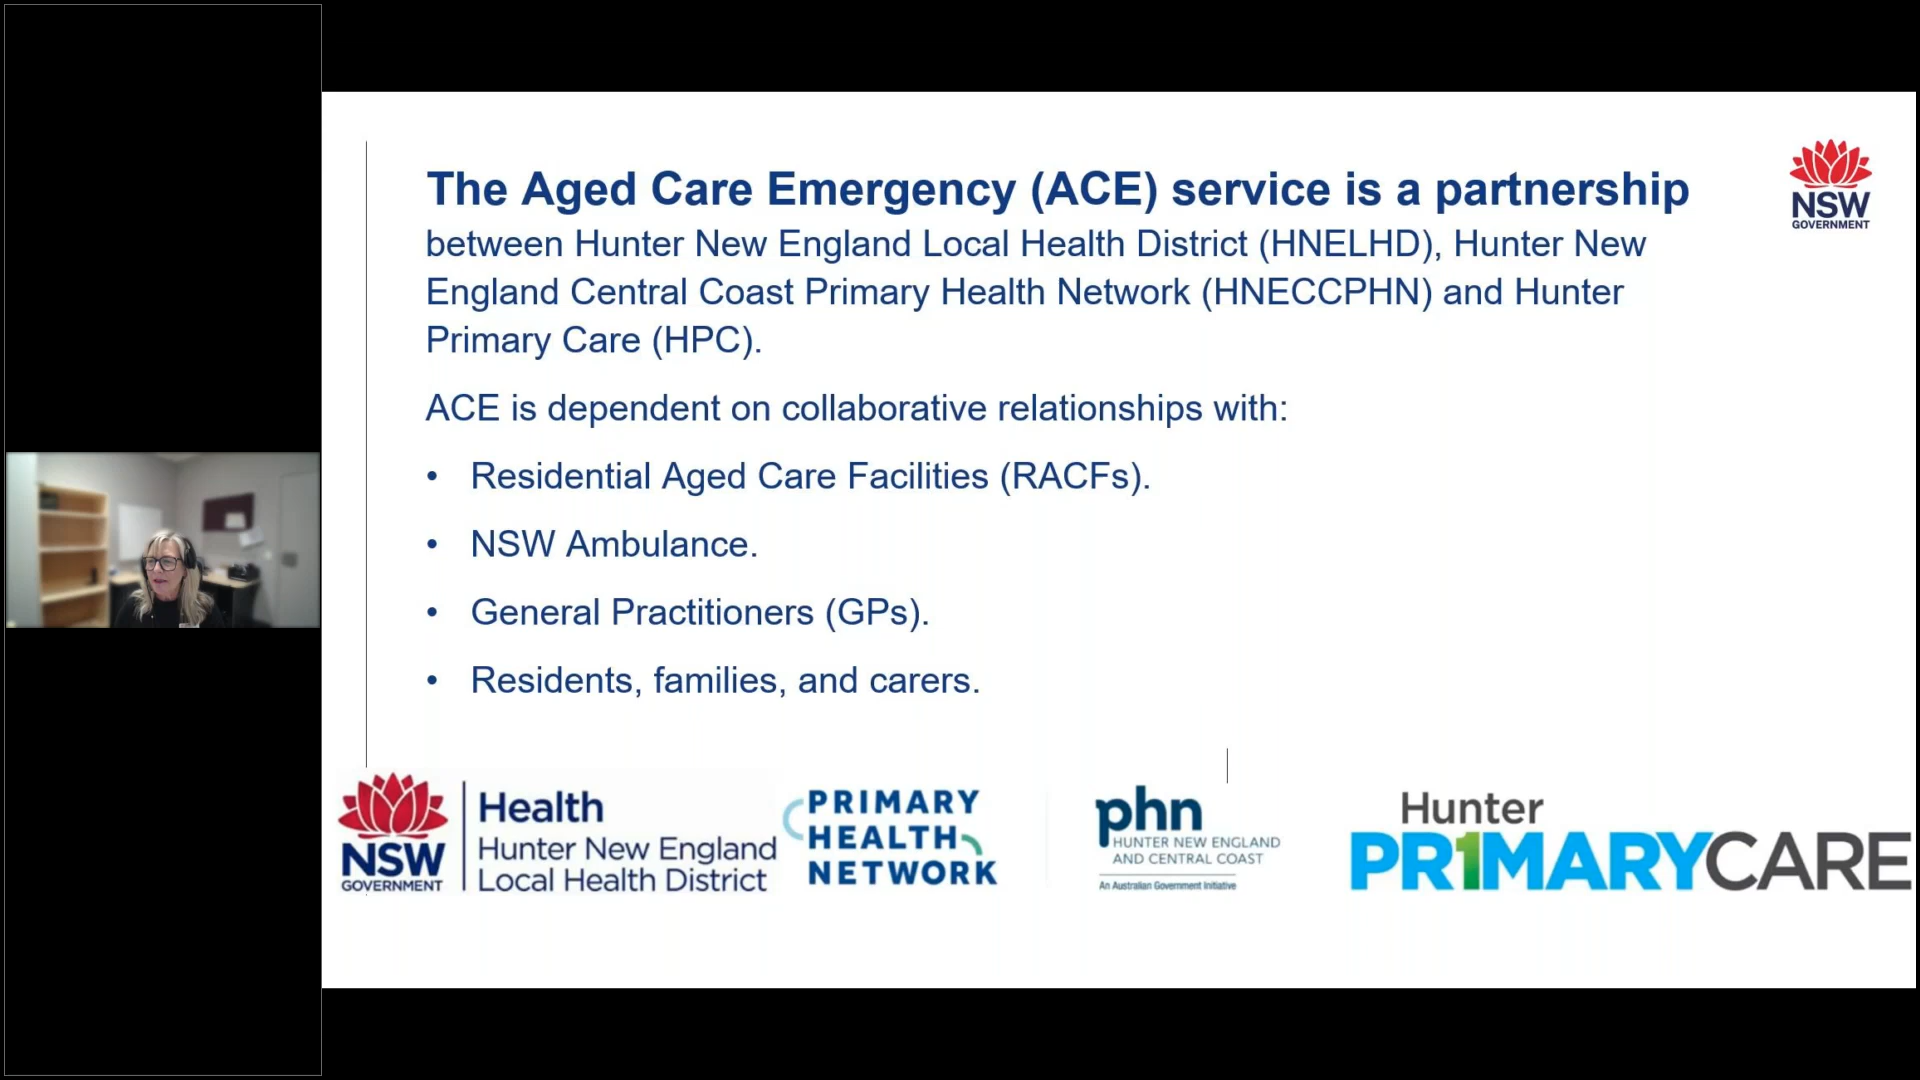 The Aged Care Emergency (ACE) service is a partnership
between Hunter New England Local Health District (HNELHD), Hunter New
England Central Coast Primary Health Network (HNECCPHN) and Hunter
Primary Care (HPC).
ACE is dependent on collaborative relationships with:
• Residential Aged Care Facilities (RACFs).
• NSW Ambulance.
• General Practitioners (GPs).
• Residents, families, and carers.
NSW
GOVERNMENT
NSW
GOVERNMENT
Health
Hunter New England
Local Health District
PRIMARY
HEALTH
NETWORK
phn
HUNTER NEW ENGLAND
AND CENTRAL COAST
An Australian Government Initiative
Hunter
PR1MARYCARE